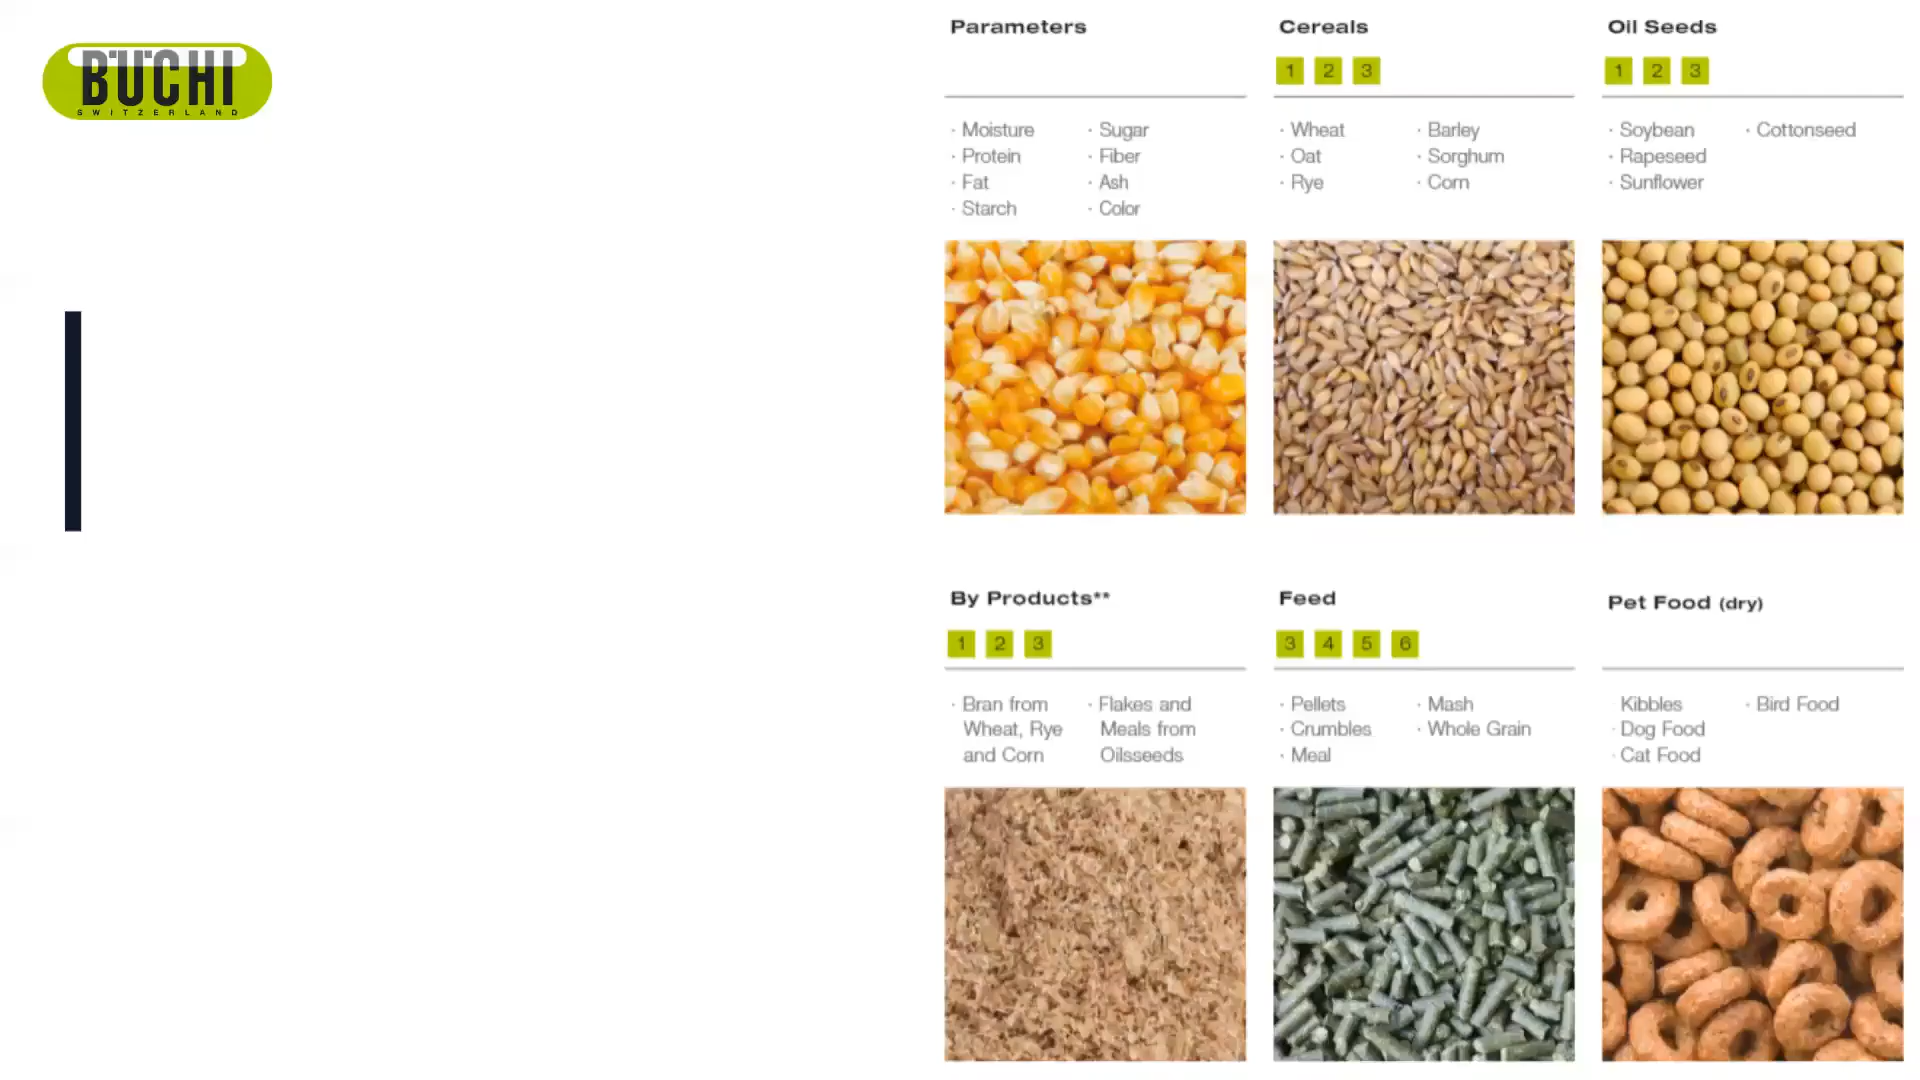 BÜCHI
SWITZERLAND
Parameters
· Moisture
· Protein
· Fat
· Starch
· Sugar
· Fiber
· Ash
· Color
Cereals
1 2 3
· Wheat
· Oat
· Rye
· Barley
· Sorghum
· Corn
Oil Seeds
1 2 3
· Soybean
· Rapeseed
· Sunflower
· Cottonseed
By Products**
1 2 3
· Bran from
Wheat, Rye
and Corn
· Flakes and
Meals from
Oilsseeds
Feed
3 4 5 6
· Pellets
· Crumbles
· Meal
· Mash
· Whole Grain
Pet Food (dry)
Kibbles
· Dog Food
· Cat Food
· Bird Food